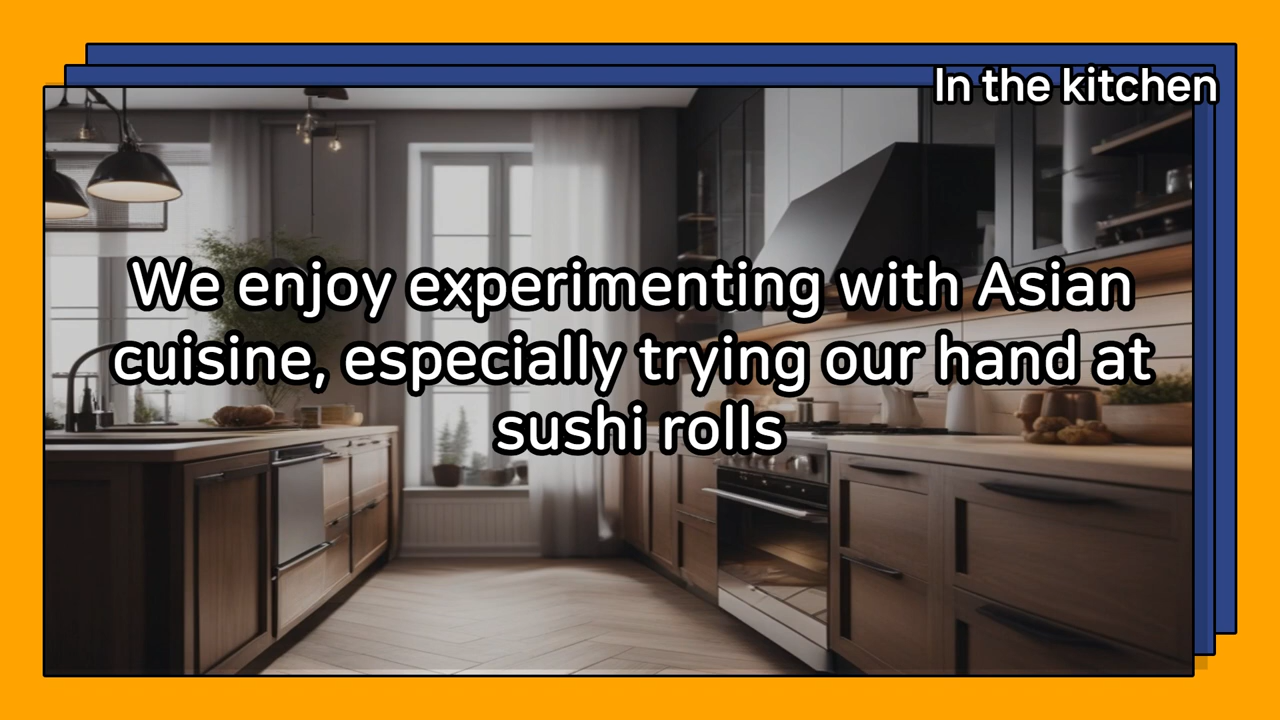 In the kitchen
We enjoy experimenting with Asian
cuisine, especially trying our hand at
sushi rolls